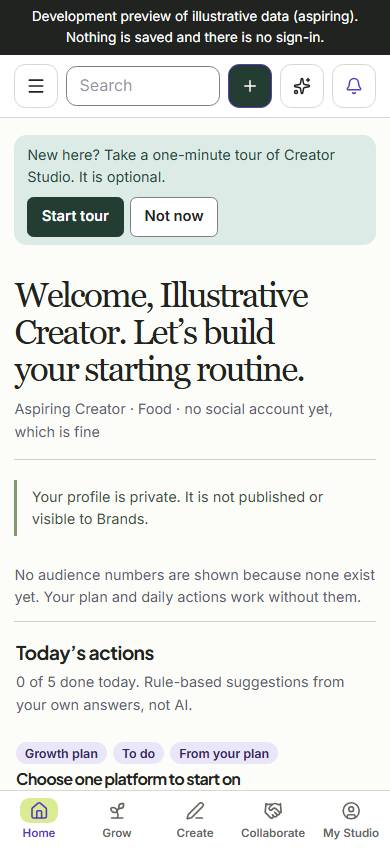 Development preview of illustrative data (aspiring).
Nothing is saved and there is no sign-in.
Search
New here? Take a one-minute tour of Creator
Studio. It is optional.
Start tour
Not now
Welcome, Illustrative
Creator. Let’s build
your starting routine.
Aspiring Creator · Food · no social account yet,
which is fine
Your profile is private. It is not published or
visible to Brands.
No audience numbers are shown because none exist
yet. Your plan and daily actions work without them.
Today’s actions
0 of 5 done today. Rule-based suggestions from
your own answers, not AI.
Growth plan
To do
From your plan
Choose one platform to start on
Home
Grow
Create
Collaborate
My Studio